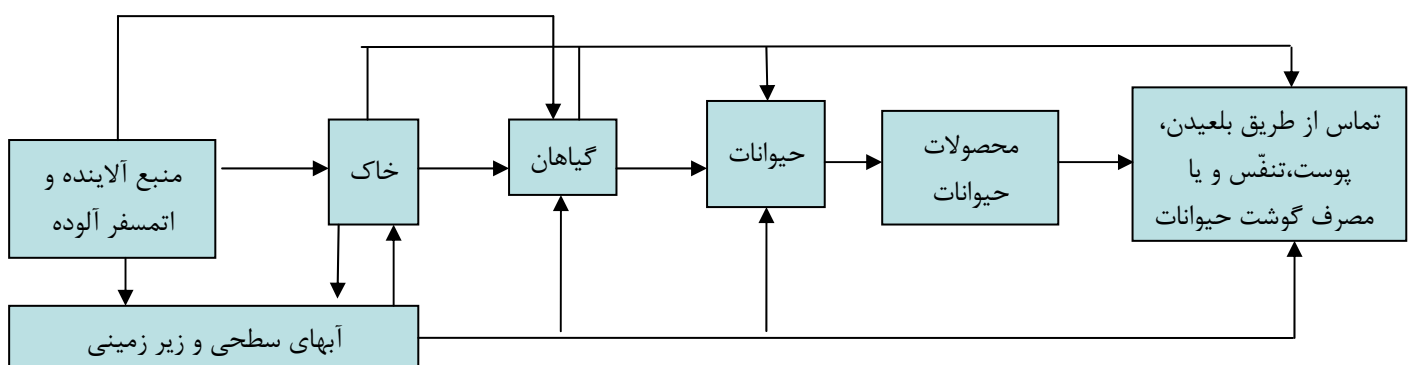 منبع آلاینده و
اتمسفر آلوده
خاک
گیاهان
حیوانات
محصولات
حیوانات
تماس از طریق بلعیدن،
پوست،تنفّس و یا
مصرف گوشت حیوانات
آبهای سطحی و زیر زمینی